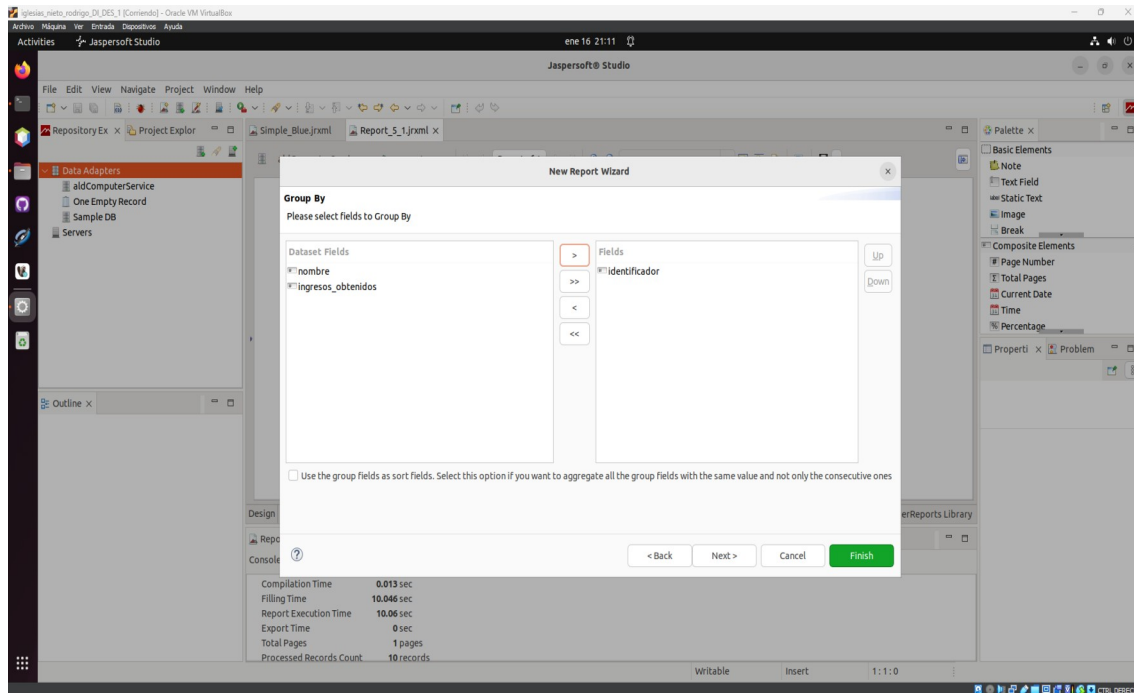 iglesias_nieto_rodrigo_DI_DES_1 [Corriendo] - Oracle VM VirtualBox
Archivo Máquina Ver Entrada Dispositivos Ayuda
Activities Jaspersoft Studio ene 16 21:11
Jaspersoft® Studio
File Edit View Navigate Project Window Help
Repository Ex Project Explor Simple_Blue.jrxml Report_5_1.jrxml Palette
Data Adapters
aldComputerService
One Empty Record
Sample DB
Servers
Outline
New Report Wizard
Group By
Please select fields to Group By
Dataset Fields
nombre
ingresos_obtenidos
>
>>
<
<<
Fields
identificador
Up
Down
Use the group fields as sort fields. Select this option if you want to aggregate all the group fields with the same value and not only the consecutive ones
< Back Next > Cancel Finish
Basic Elements
Note
Text Field
Static Text
Image
Break
Composite Elements
Page Number
Total Pages
Current Date
Time
Percentage
Properti Problem
Design erReports Library
Repo
Console
Compilation Time 0.013 sec
Filling Time 10.046 sec
Report Execution Time 10.06 sec
Export Time 0 sec
Total Pages 1 pages
Processed Records Count 10 records
Writable Insert 1:1:0
CTRL DEREC